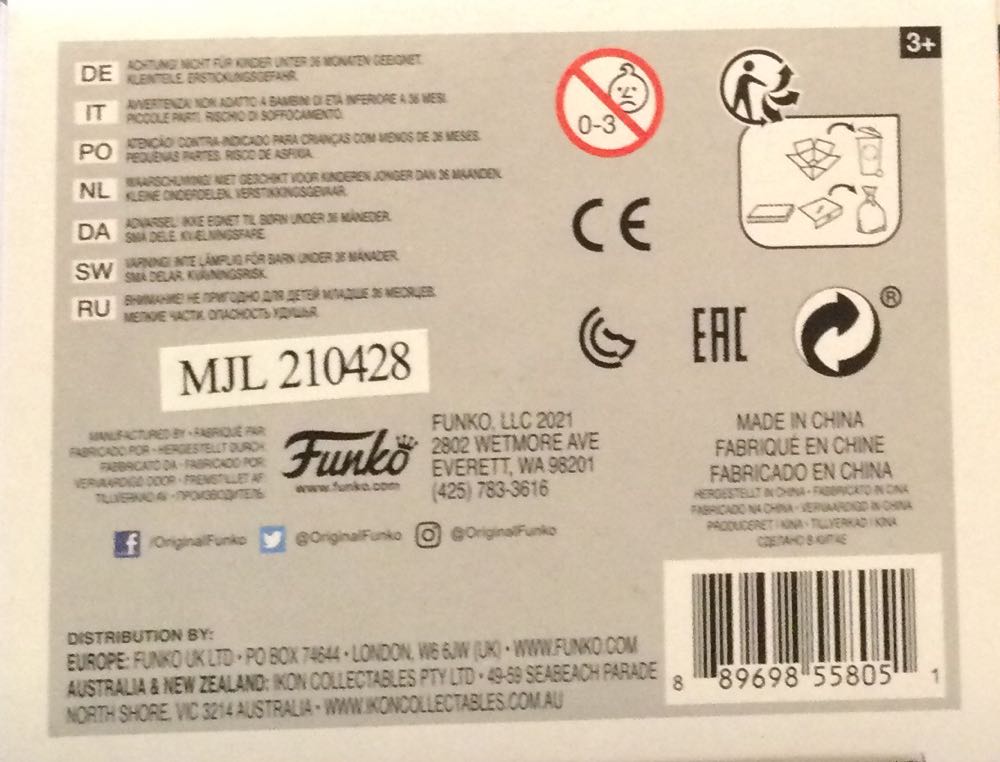 3+
DE ACHTUNG! NICHT FÜR KINDER UNTER 36 MONATEN GEEIGNET.
KLEINTEILE. ERSTICKUNGSGEFAHR.
IT AVVERTENZA! NON ADATTO A BAMBINI DI ETÀ INFERIORE A 36 MESI.
PICCOLE PARTI. RISCHIO DI SOFFOCAMENTO.
PO ATENÇÃO! CONTRA-INDICADO PARA CRIANÇAS COM MENOS DE 36 MESES.
PEQUENAS PARTES. RISCO DE ASFIXIA.
NL WAARSCHUWING! NIET GESCHIKT VOOR KINDEREN JONGER DAN 36 MAANDEN.
KLEINE ONDERDELEN. VERSTIKKINGSGEVAAR.
DA ADVARSEL! IKKE EGNET TIL BØRN UNDER 36 MÅNEDER.
SMÅ DELE. KVÆLNINGSFARE.
SW VARNING! INTE LÄMPLIG FÖR BARN UNDER 36 MÅNADER.
SMÅ DELAR. KVÄVNINGSRISK.
RU ВНИМАНИЕ! НЕ ПРИГОДНО ДЛЯ ДЕТЕЙ МЛАДШЕ 36 МЕСЯЦЕВ.
МЕЛКИЕ ЧАСТИ. ОПАСНОСТЬ УДУШЬЯ.
0-3
CE
EAC
®
MJL 210428
MANUFACTURED BY • FABRIQUÉ PAR
FABRICADO POR • HERGESTELLT DURCH
FABBRICATO DA • FABRICADO POR
VERVAARDIGD DOOR • FREMSTILLET AF
TILLVERKAD AV • ПРОИЗВОДИТЕЛЬ
Funko
www.funko.com
FUNKO, LLC 2021
2802 WETMORE AVE
EVERETT, WA 98201
(425) 783-3616
MADE IN CHINA
FABRIQUÉ EN CHINE
FABRICADO EN CHINA
HERGESTELLT IN CHINA • FABBRICATO IN CINA
FABRICADO NA CHINA • VERVAARDIGD IN CHINA
PRODUCERET I KINA • TILLVERKAD I KINA
СДЕЛАНО В КИТАЕ
/OriginalFunko @OriginalFunko @OriginalFunko
DISTRIBUTION BY:
EUROPE: FUNKO UK LTD • PO BOX 74644 • LONDON, W6 6JW (UK) • WWW.FUNKO.COM
AUSTRALIA & NEW ZEALAND: IKON COLLECTABLES PTY LTD • 49-59 SEABEACH PARADE
NORTH SHORE, VIC 3214 AUSTRALIA • WWW.IKONCOLLECTABLES.COM.AU
8 89698 55805 1